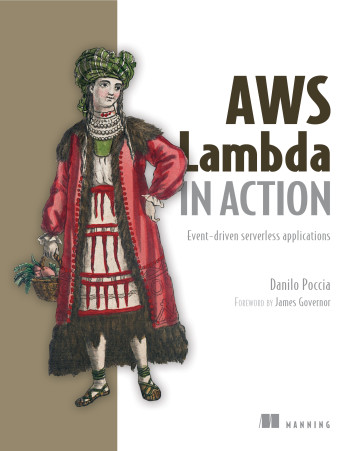 AWS
Lambda
IN ACTION
Event-driven serverless applications
Danilo Poccia
FOREWORD BY James Governor
MANNING